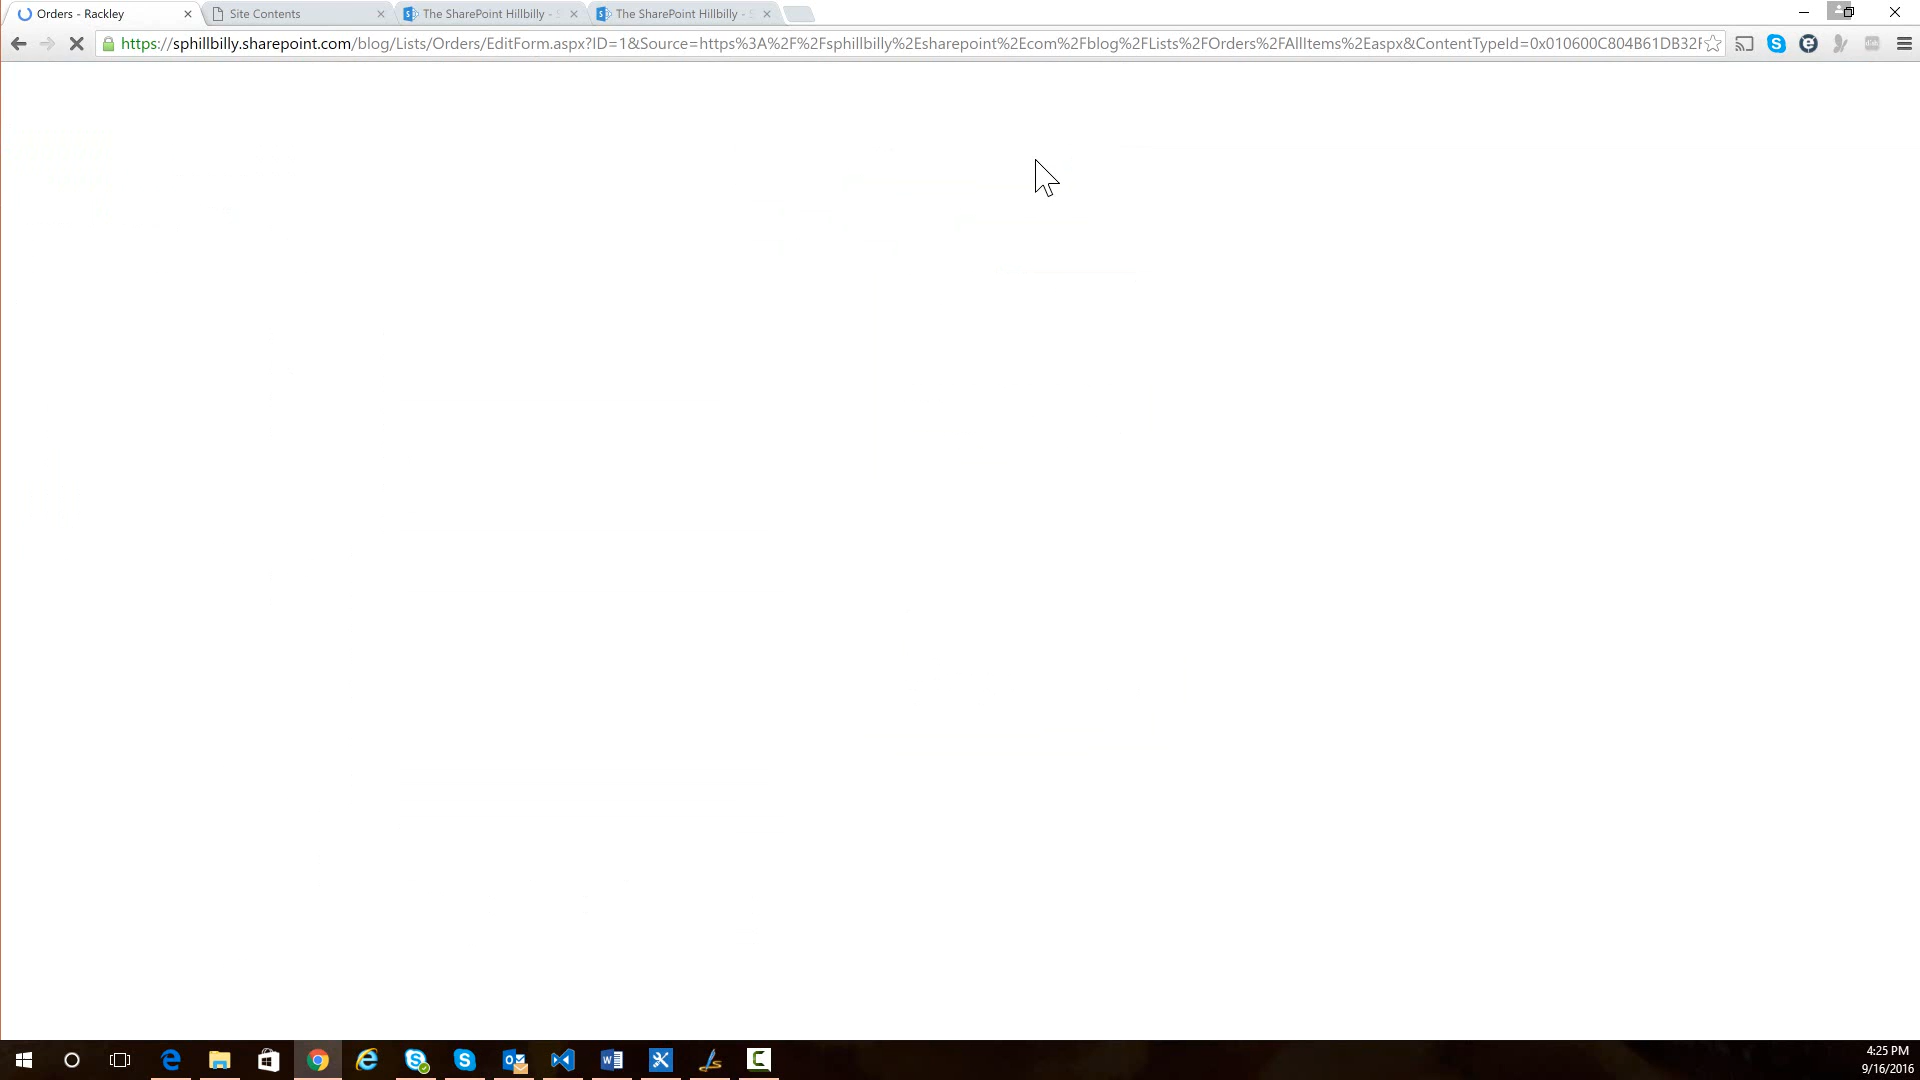 Orders - Rackley
Site Contents
The SharePoint Hillbilly -
The SharePoint Hillbilly -
https://sphillbilly.sharepoint.com/blog/Lists/Orders/EditForm.aspx?ID=1&Source=https%3A%2F%2Fsphillbilly%2Esharepoint%2Ecom%2Fblog%2FLists%2FOrders%2FAllItems%2Easpx&ContentTypeId=0x010600C804B61DB32F
4:25 PM
9/16/2016